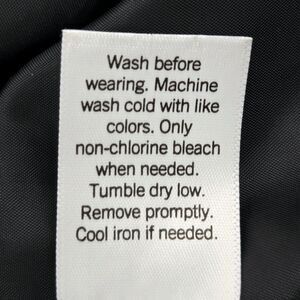 Wash before
wearing. Machine
wash cold with like
colors. Only
non-chlorine bleach
when needed.
Tumble dry low.
Remove promptly.
Cool iron if needed.